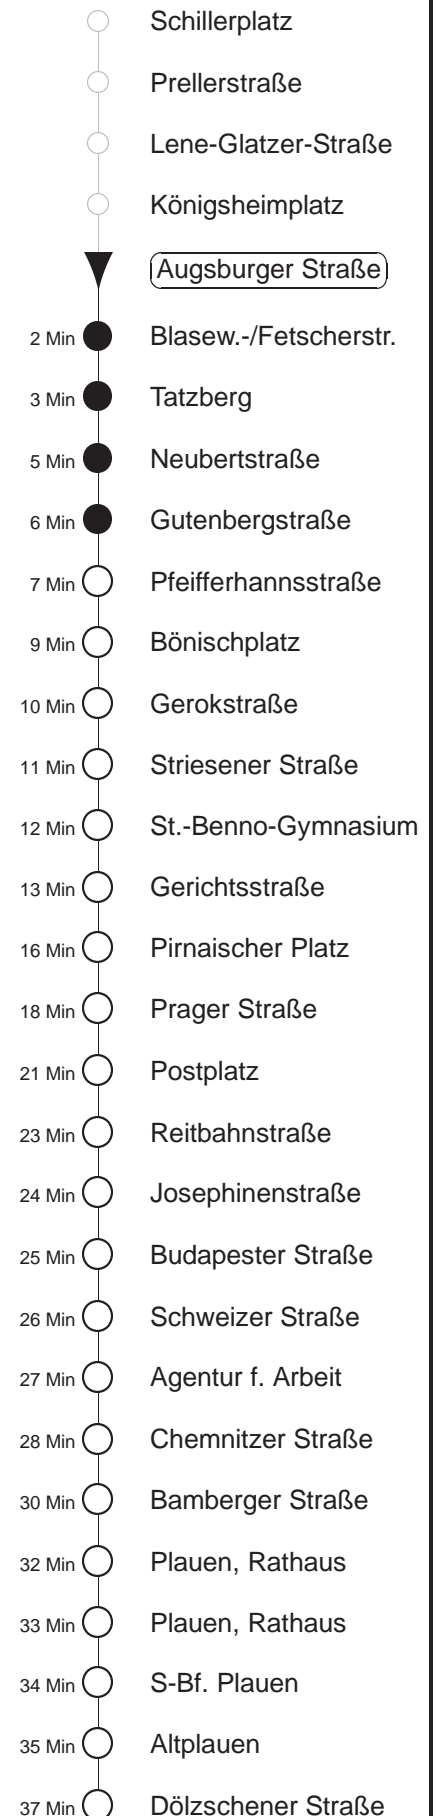 Schillerplatz
Prellerstraße
Lene-Glatzer-Straße
Königsheimplatz
Augsburger Straße
2 Min Blasew.-/Fetscherstr.
3 Min Tatzberg
5 Min Neubertstraße
6 Min Gutenbergstraße
7 Min Pfeifferhannsstraße
9 Min Bönischplatz
10 Min Gerokstraße
11 Min Striesener Straße
12 Min St.-Benno-Gymnasium
13 Min Gerichtsstraße
16 Min Pirnaischer Platz
18 Min Prager Straße
21 Min Postplatz
23 Min Reitbahnstraße
24 Min Josephinenstraße
25 Min Budapester Straße
26 Min Schweizer Straße
27 Min Agentur f. Arbeit
28 Min Chemnitzer Straße
30 Min Bamberger Straße
32 Min Plauen, Rathaus
33 Min Plauen, Rathaus
34 Min S-Bf. Plauen
35 Min Altplauen
37 Min Dölzschener Straße